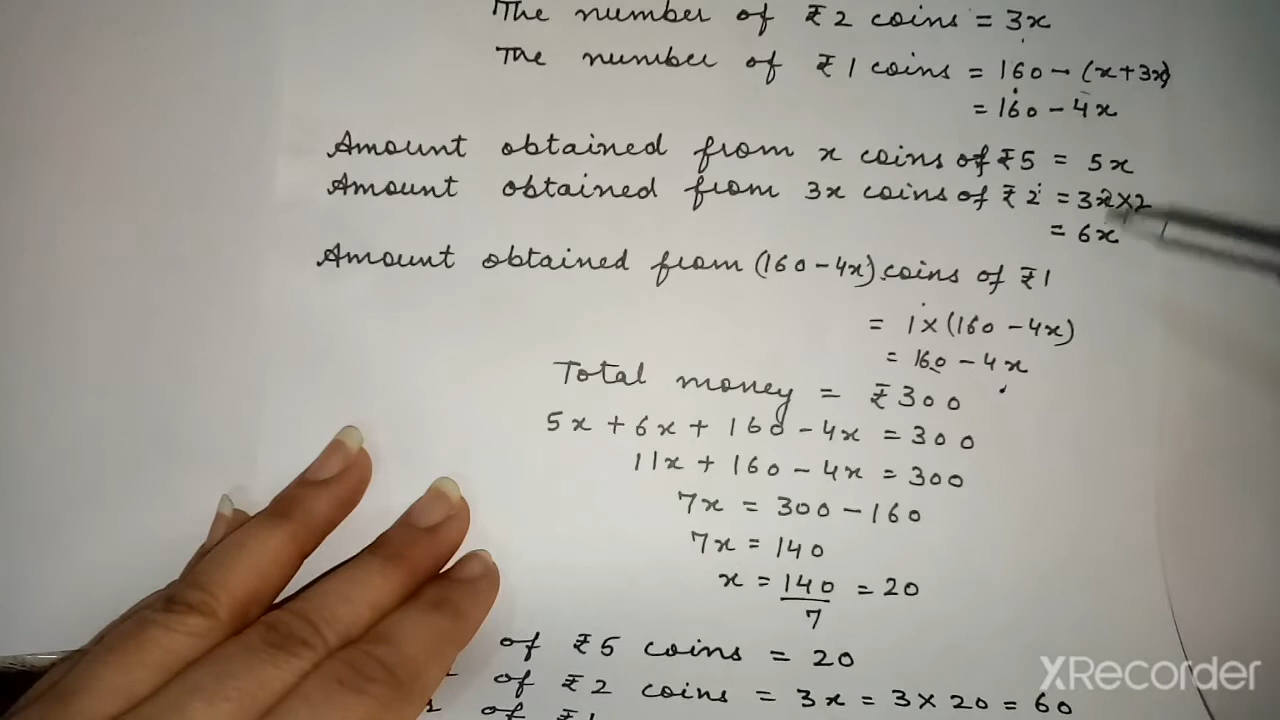 The number of ₹2 coins = 3x
The number of ₹1 coins = 160 - (x+3x)
= 160 - 4x
Amount obtained from x coins of ₹5 = 5x
Amount obtained from 3x coins of ₹2 = 3x×2
= 6x
Amount obtained from (160-4x) coins of ₹1
= 1×(160-4x)
= 160 - 4x
Total money = ₹300
5x + 6x + 160 - 4x = 300
11x + 160 - 4x = 300
7x = 300 - 160
7x = 140
x = 140/7 = 20
of ₹5 coins = 20
of ₹2 coins = 3x = 3×20 = 60
of ₹1
XRecorder